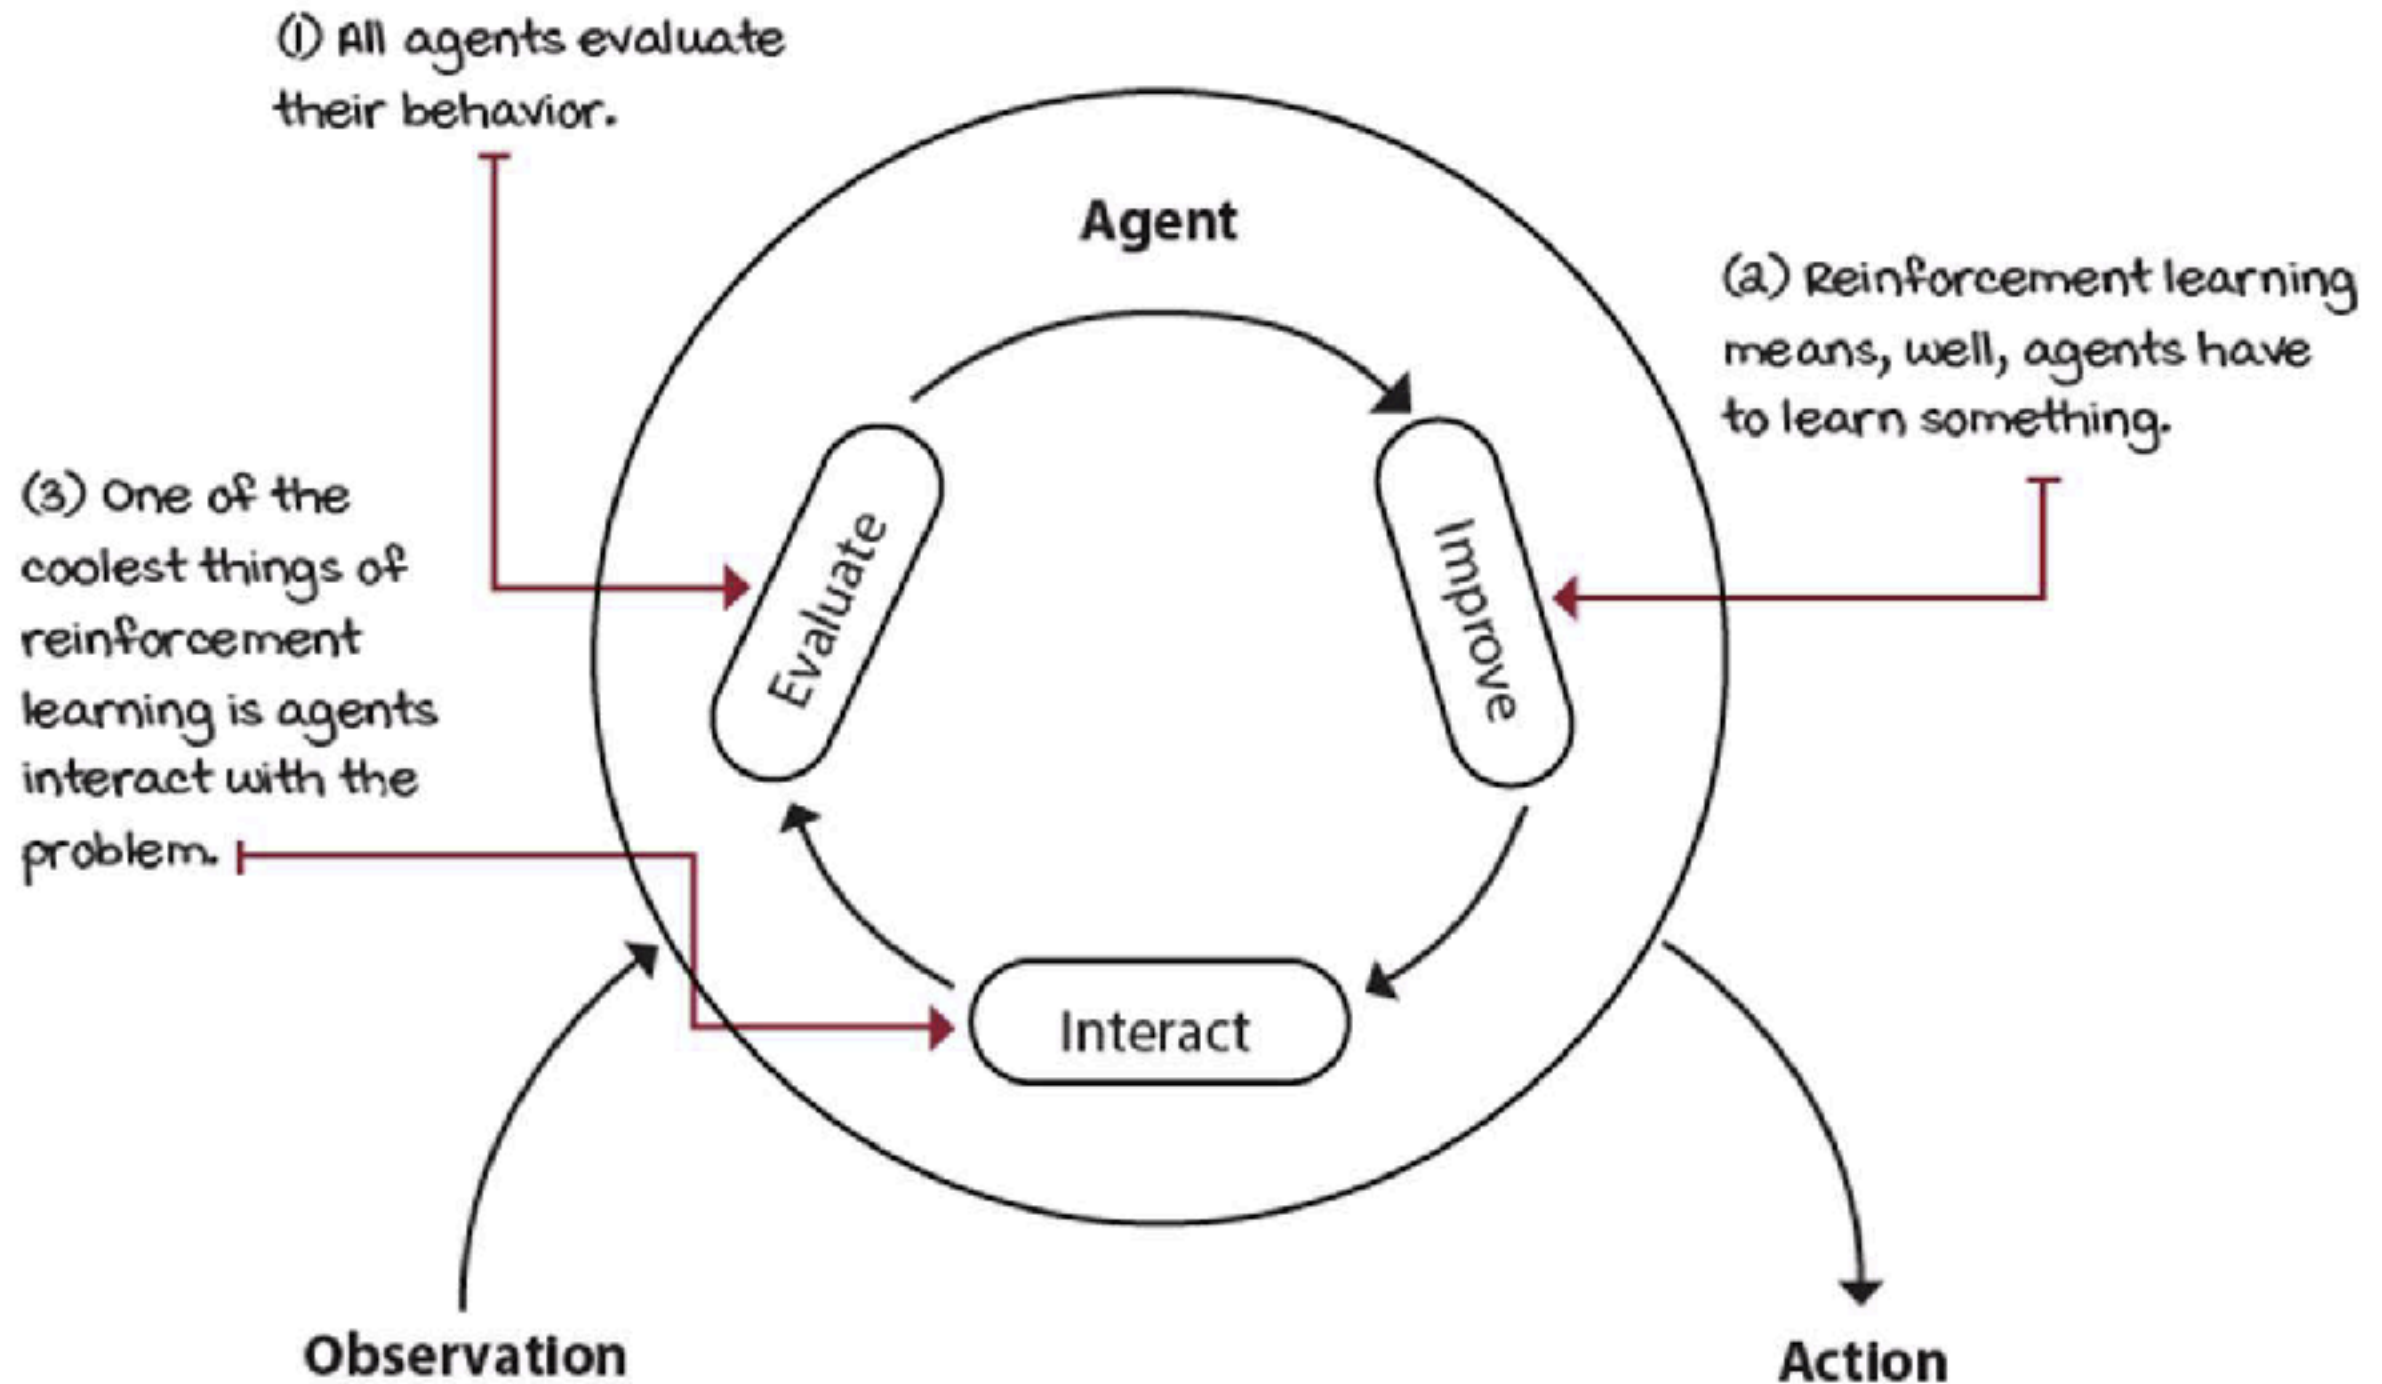 (1) All agents evaluate
their behavior.
Agent
(2) Reinforcement learning
means, well, agents have
to learn something.
(3) One of the
coolest things of
reinforcement
learning is agents
interact with the
problem.
Evaluate
Improve
Interact
Observation
Action